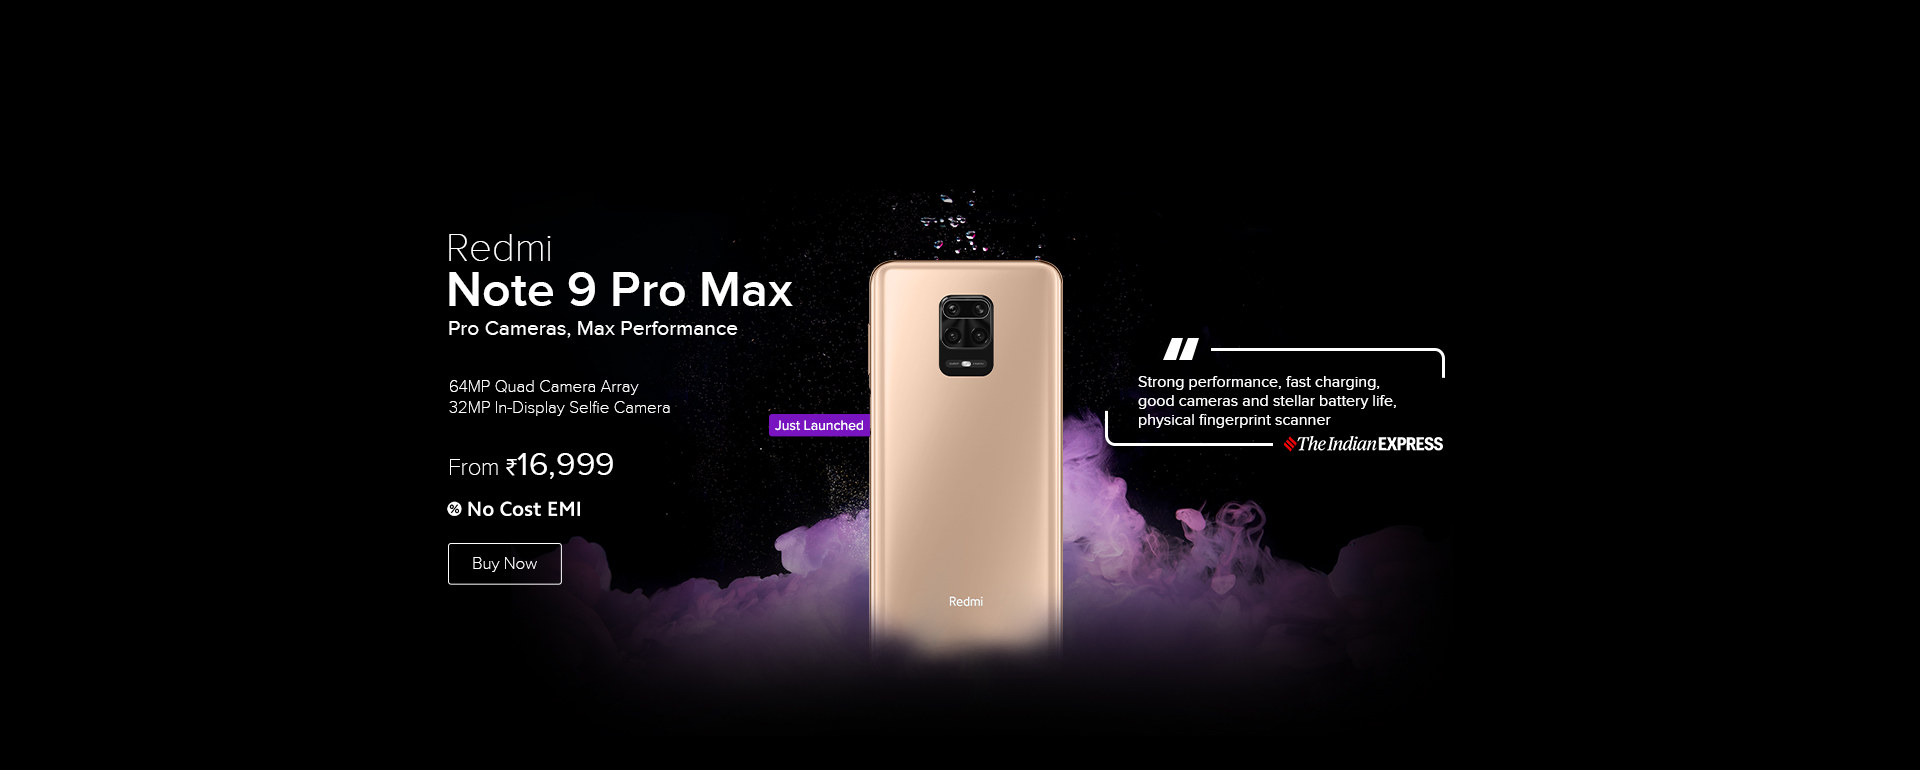 Redmi
Note 9 Pro Max
Pro Cameras, Max Performance
64MP Quad Camera Array
32MP In-Display Selfie Camera
From ₹16,999
% No Cost EMI
Buy Now
Just Launched
Redmi
Strong performance, fast charging,
good cameras and stellar battery life,
physical fingerprint scanner
The Indian EXPRESS